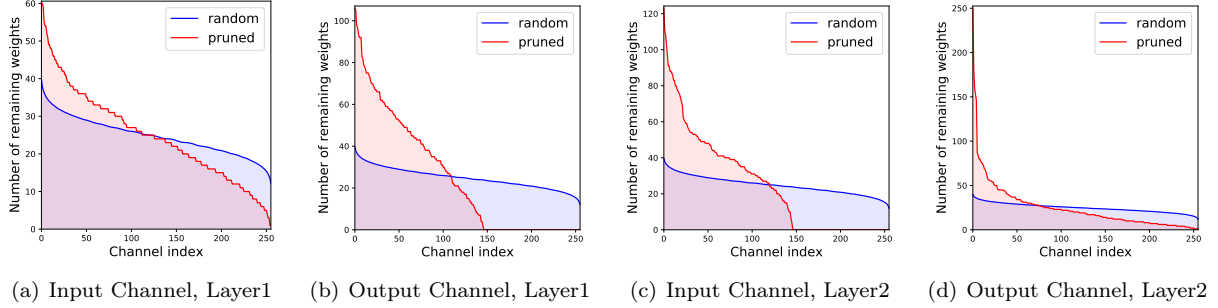 Number of remaining weights
60
50
40
30
20
10
0
0 50 100 150 200 250
Channel index
random
pruned
(a) Input Channel, Layer1
Number of remaining weights
100
80
60
40
20
0
0 50 100 150 200 250
Channel index
random
pruned
(b) Output Channel, Layer1
Number of remaining weights
120
100
80
60
40
20
0
0 50 100 150 200 250
Channel index
random
pruned
(c) Input Channel, Layer2
Number of remaining weights
250
200
150
100
50
0
0 50 100 150 200 250
Channel index
random
pruned
(d) Output Channel, Layer2